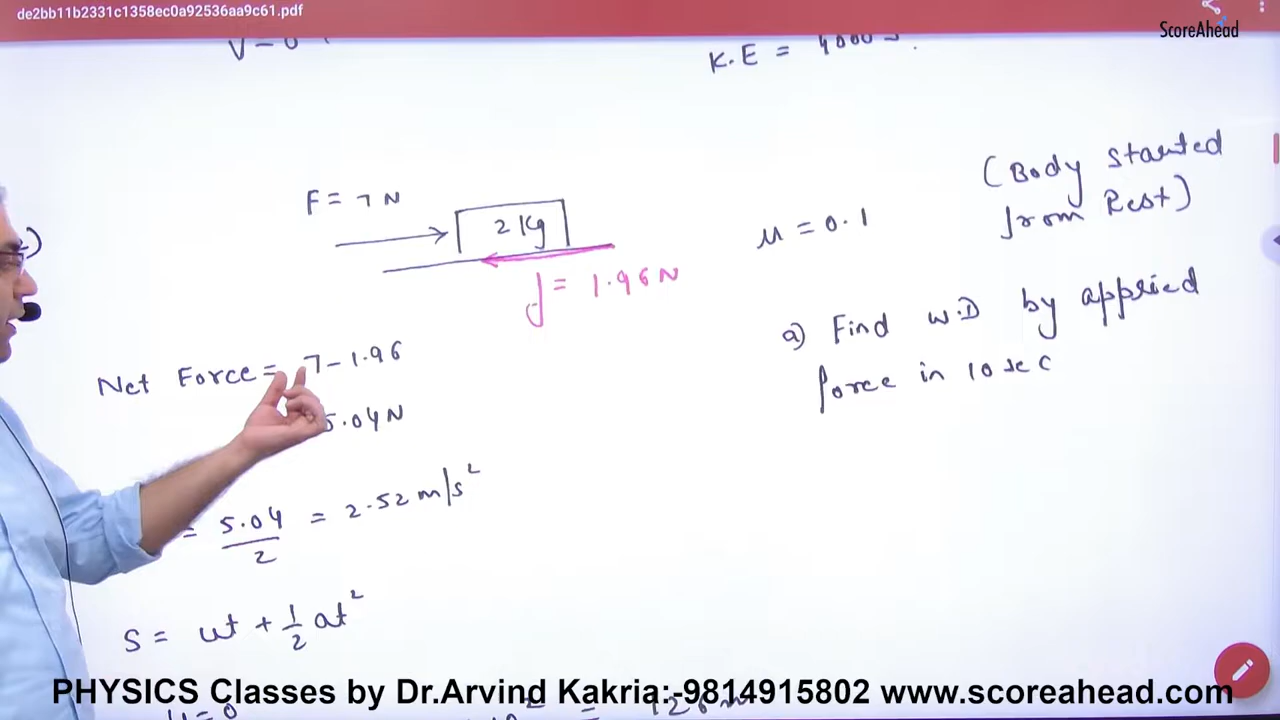 de2bb11b2331c1358ec0a92536aa9c61.pdf
ScoreAhead
K.E = 4000
F = 7 N
2 Kg
μ = 0.1
(Body started
from Rest)
f = 1.96 N
a) Find W.D by applied
force in 10 sec
Net Force = 7 - 1.96
5.04 N
= 5.04/2 = 2.52 m/s²
S = ut + 1/2 at²
u = 0
PHYSICS Classes by Dr.Arvind Kakria:-9814915802 www.scoreahead.com